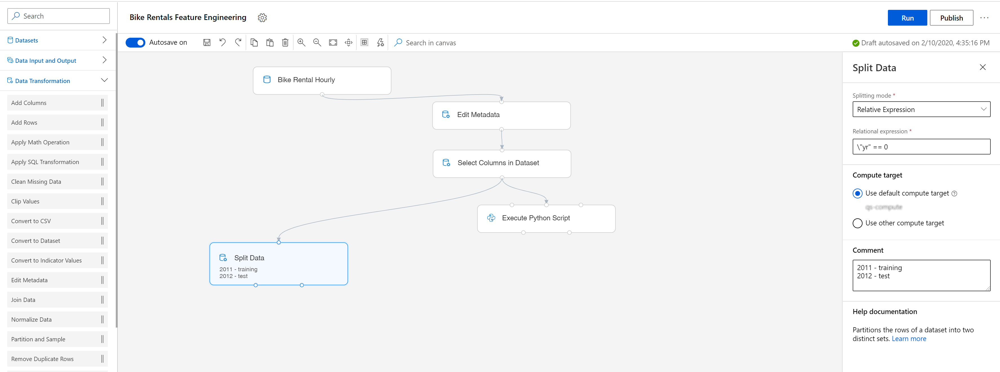 Search
Bike Rentals Feature Engineering
Run
Publish
Datasets
Data Input and Output
Data Transformation
Add Columns
Add Rows
Apply Math Operation
Apply SQL Transformation
Clean Missing Data
Clip Values
Convert to CSV
Convert to Dataset
Convert to Indicator Values
Edit Metadata
Join Data
Normalize Data
Partition and Sample
Remove Duplicate Rows
Autosave on
Search in canvas
Draft autosaved on 2/10/2020, 4:35:16 PM
Bike Rental Hourly
Edit Metadata
Select Columns in Dataset
Execute Python Script
Split Data
2011 - training
2012 - test
Split Data
Splitting mode *
Relative Expression
Relational expression *
\"yr" == 0
Compute target
Use default compute target
qs-compute
Use other compute target
Comment
2011 - training
2012 - test
Help documentation
Partitions the rows of a dataset into two
distinct sets. Learn more